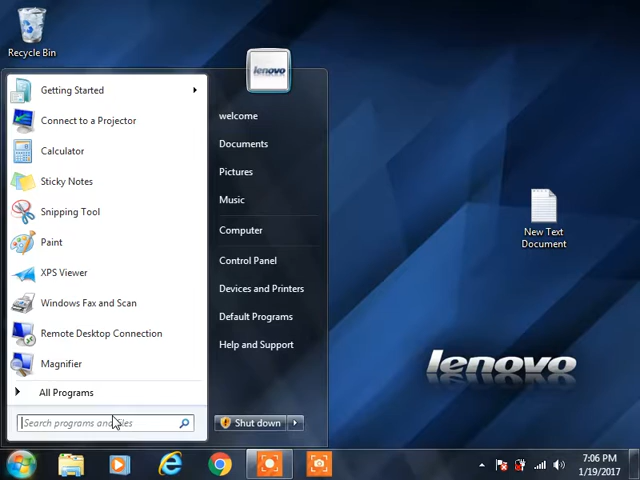 Recycle Bin
lenovo
Getting Started
Connect to a Projector
Calculator
Sticky Notes
Snipping Tool
Paint
XPS Viewer
Windows Fax and Scan
Remote Desktop Connection
Magnifier
All Programs
Search programs and files
welcome
Documents
Pictures
Music
Computer
Control Panel
Devices and Printers
Default Programs
Help and Support
Shut down
New Text
Document
lenovo
7:06 PM
1/19/2017